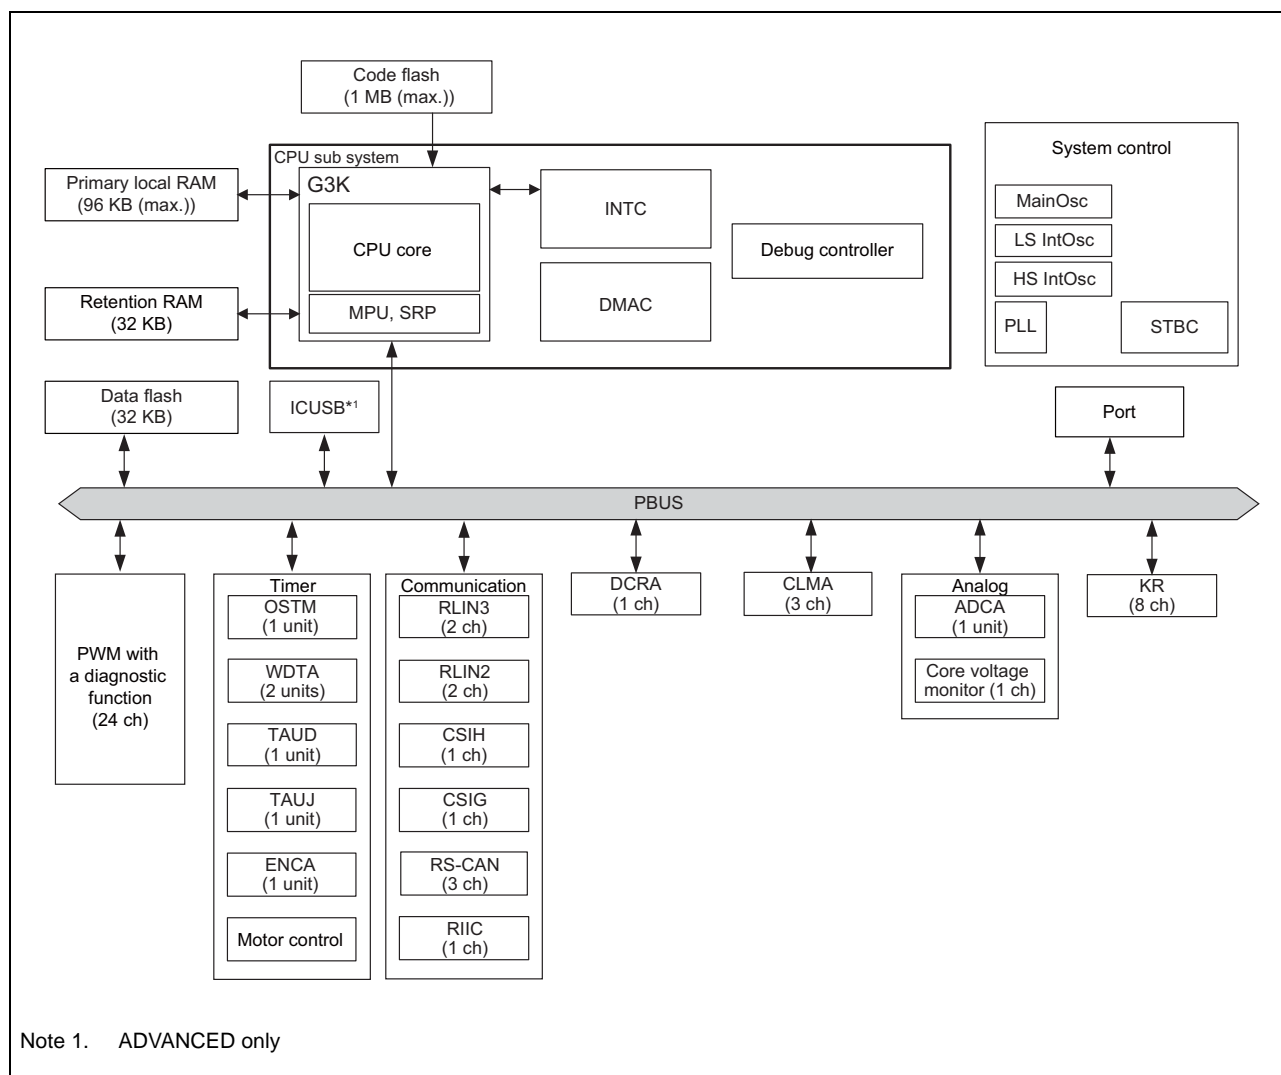 Code flash
(1 MB (max.))
CPU sub system
Primary local RAM
(96 KB (max.))
G3K
CPU core
MPU, SRP
INTC
DMAC
Debug controller
System control
MainOsc
LS IntOsc
HS IntOsc
PLL
STBC
Retention RAM
(32 KB)
Data flash
(32 KB)
ICUSB*1
Port
PBUS
PWM with
a diagnostic
function
(24 ch)
Timer
OSTM
(1 unit)
WDTA
(2 units)
TAUD
(1 unit)
TAUJ
(1 unit)
ENCA
(1 unit)
Motor control
Communication
RLIN3
(2 ch)
RLIN2
(2 ch)
CSIH
(1 ch)
CSIG
(1 ch)
RS-CAN
(3 ch)
RIIC
(1 ch)
DCRA
(1 ch)
CLMA
(3 ch)
Analog
ADCA
(1 unit)
Core voltage
monitor (1 ch)
KR
(8 ch)
Note 1. ADVANCED only